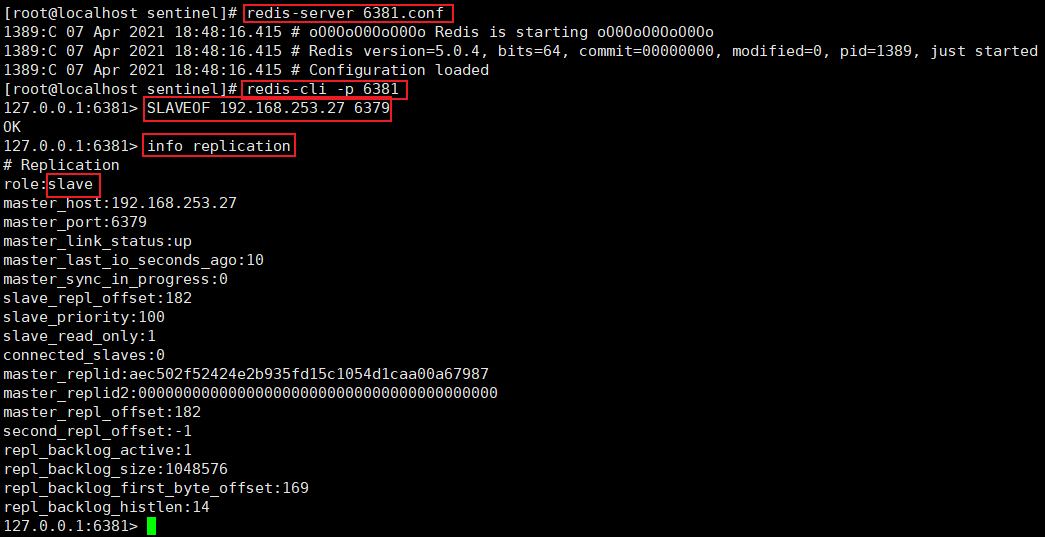 [root@localhost sentinel]# redis-server 6381.conf
1389:C 07 Apr 2021 18:48:16.415 # oO0OoO0OoO0Oo Redis is starting oO0OoO0OoO0Oo
1389:C 07 Apr 2021 18:48:16.415 # Redis version=5.0.4, bits=64, commit=00000000, modified=0, pid=1389, just started
1389:C 07 Apr 2021 18:48:16.415 # Configuration loaded
[root@localhost sentinel]# redis-cli -p 6381
127.0.0.1:6381> SLAVEOF 192.168.253.27 6379
OK
127.0.0.1:6381> info replication
# Replication
role:slave
master_host:192.168.253.27
master_port:6379
master_link_status:up
master_last_io_seconds_ago:10
master_sync_in_progress:0
slave_repl_offset:182
slave_priority:100
slave_read_only:1
connected_slaves:0
master_replid:aec502f52424e2b935fd15c1054d1caa00a67987
master_replid2:0000000000000000000000000000000000000000
master_repl_offset:182
second_repl_offset:-1
repl_backlog_active:1
repl_backlog_size:1048576
repl_backlog_first_byte_offset:169
repl_backlog_histlen:14
127.0.0.1:6381>